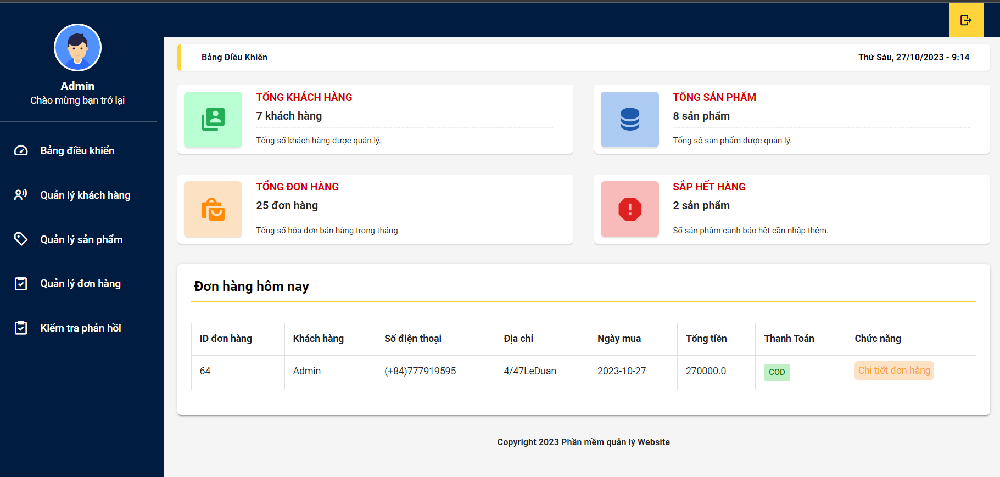 Admin
Chào mừng bạn trở lại
Bảng điều khiển
Quản lý khách hàng
Quản lý sản phẩm
Quản lý đơn hàng
Kiểm tra phản hồi
Bảng Điều Khiển
Thứ Sáu, 27/10/2023 - 9:14
TỔNG KHÁCH HÀNG
7 khách hàng
Tổng số khách hàng được quản lý.
TỔNG SẢN PHẨM
8 sản phẩm
Tổng số sản phẩm được quản lý.
TỔNG ĐƠN HÀNG
25 đơn hàng
Tổng số hóa đơn bán hàng trong tháng.
SẮP HẾT HÀNG
2 sản phẩm
Số sản phẩm cảnh báo hết cần nhập thêm.
Đơn hàng hôm nay
ID đơn hàng Khách hàng Số điện thoại Địa chỉ Ngày mua Tổng tiền Thanh Toán Chức năng
64 Admin (+84)777919595 4/47LeDuan 2023-10-27 270000.0 COD Chi tiết đơn hàng
Copyright 2023 Phần mềm quản lý Website